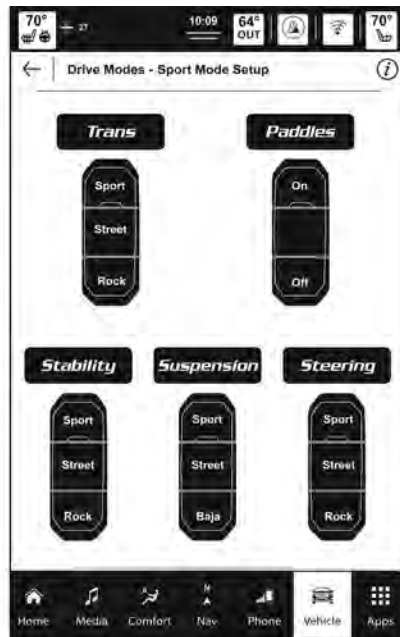 70° 27 10:09 64° OUT 70°
Drive Modes - Sport Mode Setup
Trans Paddles
Sport On
Street
Rock Off
Stability Suspension Steering
Sport Sport Sport
Street Street Street
Rock Baja Rock
N
Home Media Comfort Nav Phone Vehicle Apps